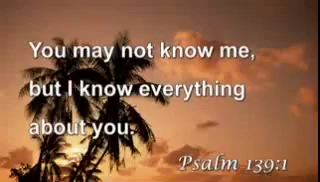 You may not know me,
but I know everything
about you.
Psalm 139:1